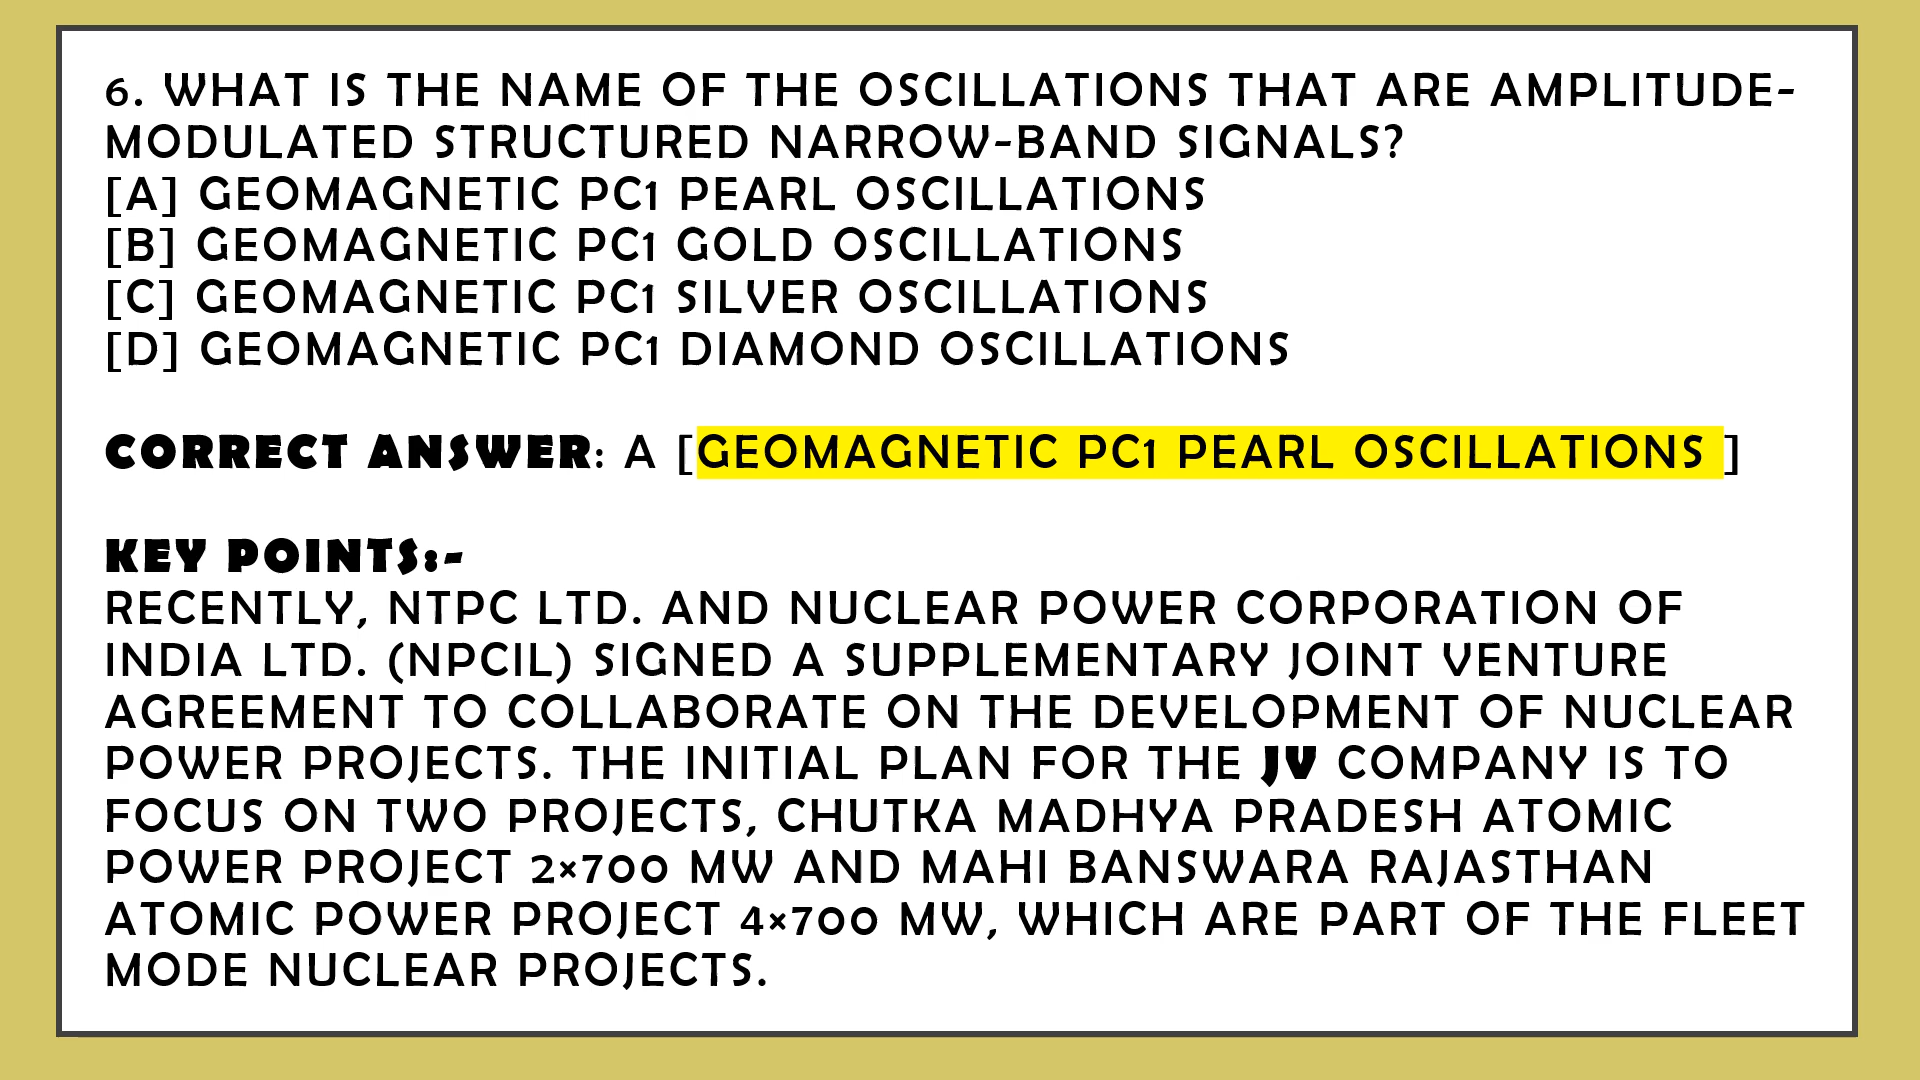 6. WHAT IS THE NAME OF THE OSCILLATIONS THAT ARE AMPLITUDE-
MODULATED STRUCTURED NARROW-BAND SIGNALS?
[A] GEOMAGNETIC PC1 PEARL OSCILLATIONS
[B] GEOMAGNETIC PC1 GOLD OSCILLATIONS
[C] GEOMAGNETIC PC1 SILVER OSCILLATIONS
[D] GEOMAGNETIC PC1 DIAMOND OSCILLATIONS
CORRECT ANSWER: A [GEOMAGNETIC PC1 PEARL OSCILLATIONS ]
KEY POINTS:-
RECENTLY, NTPC LTD. AND NUCLEAR POWER CORPORATION OF
INDIA LTD. (NPCIL) SIGNED A SUPPLEMENTARY JOINT VENTURE
AGREEMENT TO COLLABORATE ON THE DEVELOPMENT OF NUCLEAR
POWER PROJECTS. THE INITIAL PLAN FOR THE JV COMPANY IS TO
FOCUS ON TWO PROJECTS, CHUTKA MADHYA PRADESH ATOMIC
POWER PROJECT 2×700 MW AND MAHI BANSWARA RAJASTHAN
ATOMIC POWER PROJECT 4×700 MW, WHICH ARE PART OF THE FLEET
MODE NUCLEAR PROJECTS.